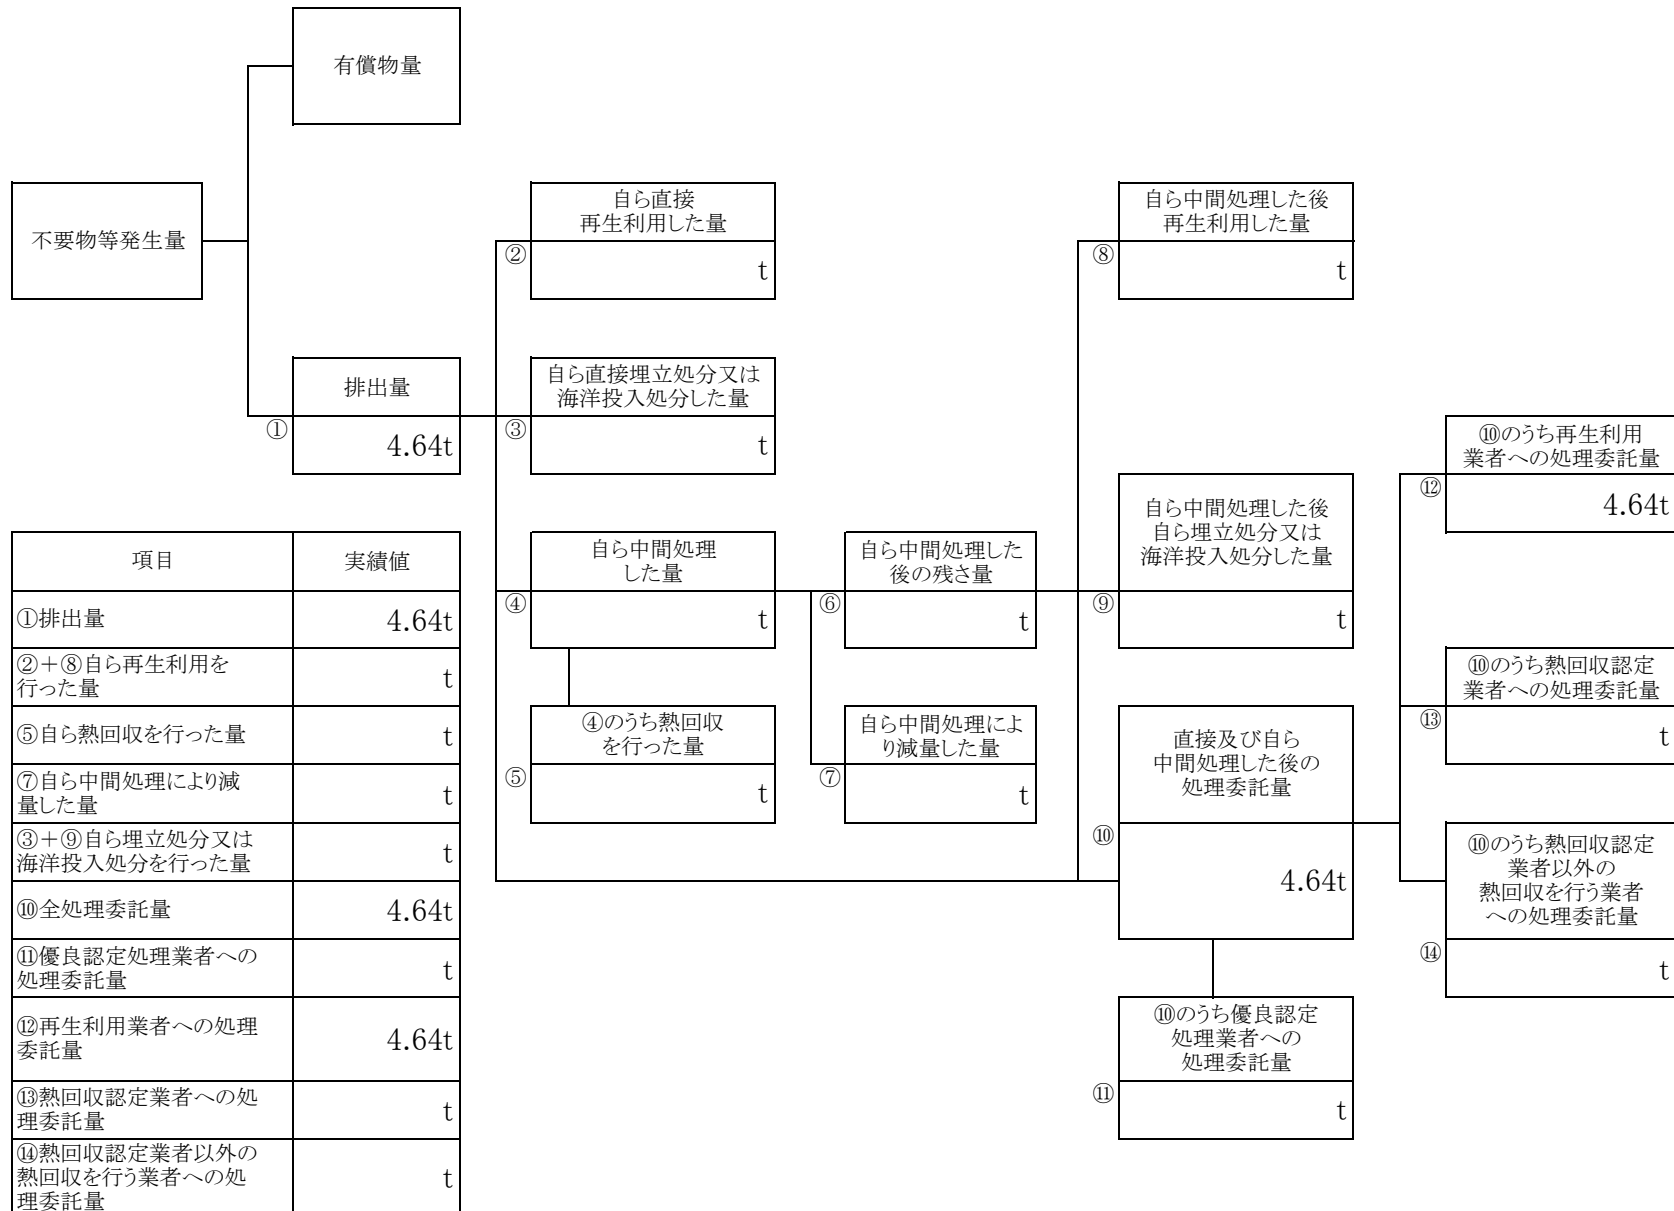 有償物量
不要物等発生量
自ら直接
再生利用した量
②
t
自ら中間処理した後
再生利用した量
⑧
t
排出量
①
4.64t
自ら直接埋立処分又は
海洋投入処分した量
③
t
⑩のうち再生利用
業者への処理委託量
⑫
4.64t
自ら中間処理
した量
④
t
自ら中間処理した
後の残さ量
⑥
t
自ら中間処理した後
自ら埋立処分又は
海洋投入処分した量
⑨
t
⑩のうち熱回収認定
業者への処理委託量
⑬
t
④のうち熱回収
を行った量
⑤
t
自ら中間処理によ
り減量した量
⑦
t
直接及び自ら
中間処理した後の
処理委託量
⑩
4.64t
⑩のうち熱回収認定
業者以外の
熱回収を行う業者
への処理委託量
⑭
t
⑩のうち優良認定
処理業者への
処理委託量
⑪
t
項目
実績値
①排出量
4.64t
②+⑧自ら再生利用を
行った量
t
⑤自ら熱回収を行った量
t
⑦自ら中間処理により減
量した量
t
③+⑨自ら埋立処分又は
海洋投入処分を行った量
t
⑩全処理委託量
4.64t
⑪優良認定処理業者への
処理委託量
t
⑫再生利用業者への処理
委託量
4.64t
⑬熱回収認定業者への処
理委託量
t
⑭熱回収認定業者以外の
熱回収を行う業者への処
理委託量
t